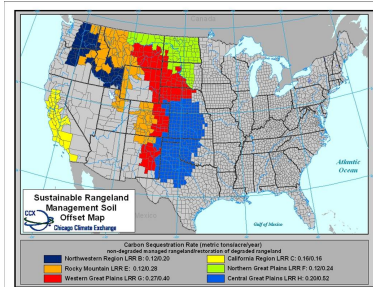 Canada
Atlantic
Ocean
Gulf of Mexico
Sustainable Rangeland
Management Soil
Offset Map
CCX
Chicago Climate Exchange
Carbon Sequestration Rate (metric tons/acre/year)
non-degraded managed rangeland/restoration of degraded rangeland
Northwestern Region LRR B: 0.12/0.20
California Region LRR C: 0.16/0.16
Rocky Mountain LRR E: 0.12/0.28
Northern Great Plains LRR F: 0.12/0.24
Western Great Plains LRR G: 0.27/0.40
Central Great Plains LRR H: 0.20/0.52